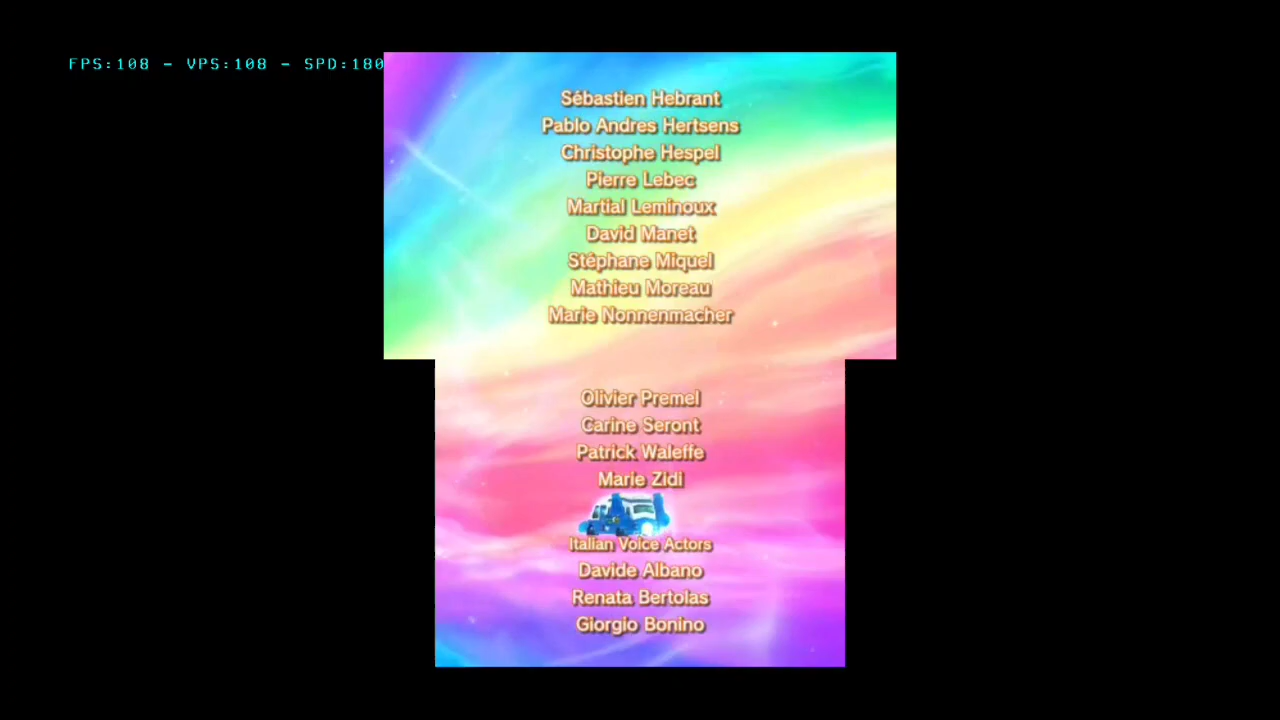 FPS:108 - VPS:108 - SPD:180
Sébastien Hebrant
Pablo Andres Hertsens
Christophe Hespel
Pierre Lebec
Martial Leminoux
David Manet
Stéphane Miquel
Mathieu Moreau
Marie Nonnenmacher
Olivier Premel
Carine Seront
Patrick Waleffe
Marie Zidi
Italian Voice Actors
Davide Albano
Renata Bertolas
Giorgio Bonino